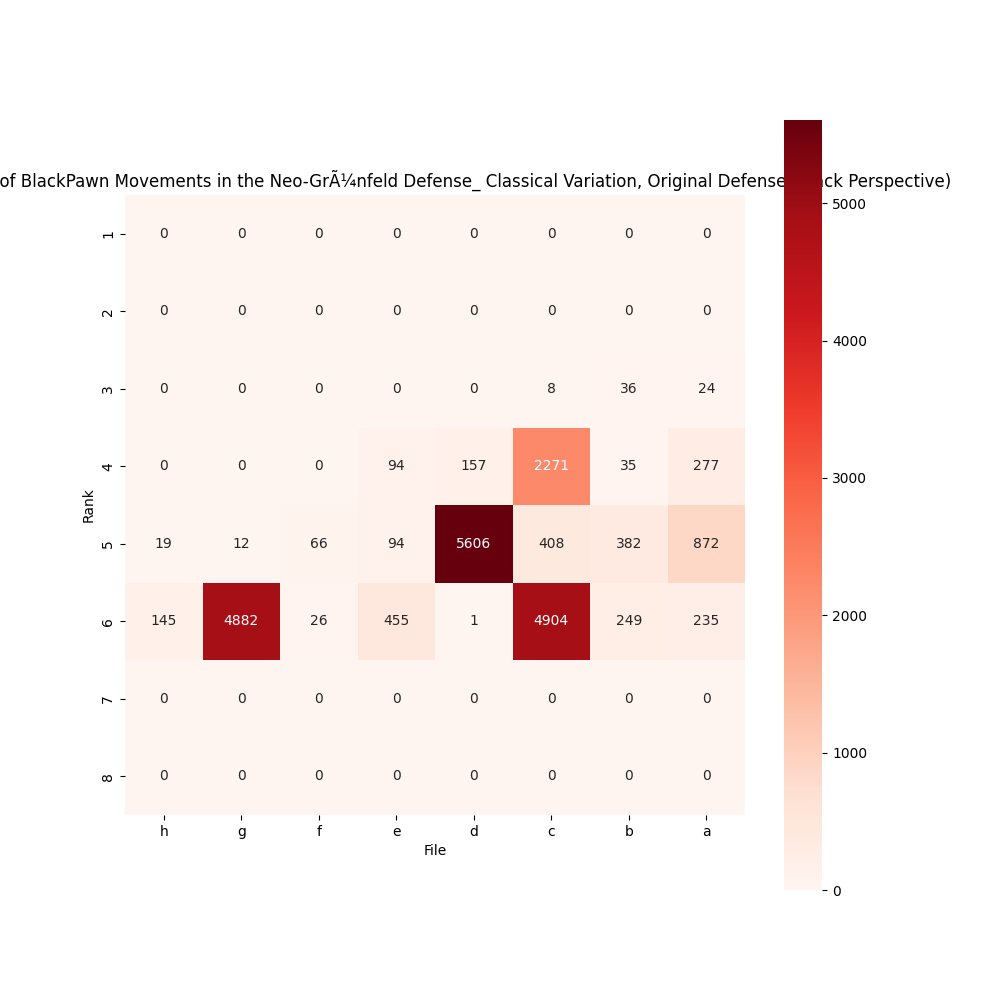 of BlackPawn Movements in the Neo-GrÃ¼nfeld Defense_ Classical Variation, Original Defense ck Perspective)
1 0 0 0 0 0 0 0 0
2 0 0 0 0 0 0 0 0
3 0 0 0 0 0 8 36 24
4 0 0 0 94 157 2271 35 277
5 19 12 66 94 5606 408 382 872
6 145 4882 26 455 1 4904 249 235
7 0 0 0 0 0 0 0 0
8 0 0 0 0 0 0 0 0
h g f e d c b a
File
Rank
5000
4000
3000
2000
1000
0